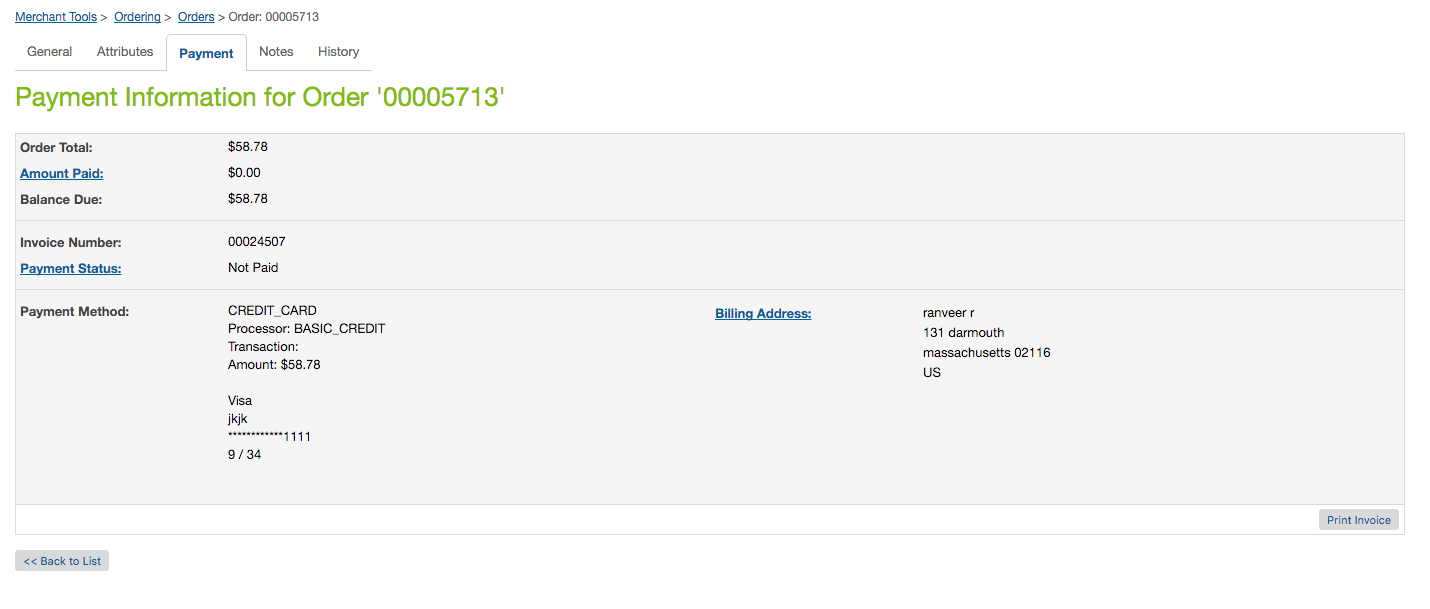 Merchant Tools > Ordering > Orders > Order: 00005713
General Attributes Payment Notes History
Payment Information for Order '00005713'
Order Total: $58.78
Amount Paid: $0.00
Balance Due: $58.78
Invoice Number: 00024507
Payment Status: Not Paid
Payment Method: CREDIT_CARD
Processor: BASIC_CREDIT
Transaction:
Amount: $58.78
Visa
jkjk
************1111
9 / 34
Billing Address: ranveer r
131 darmouth
massachusetts 02116
US
Print Invoice
<< Back to List